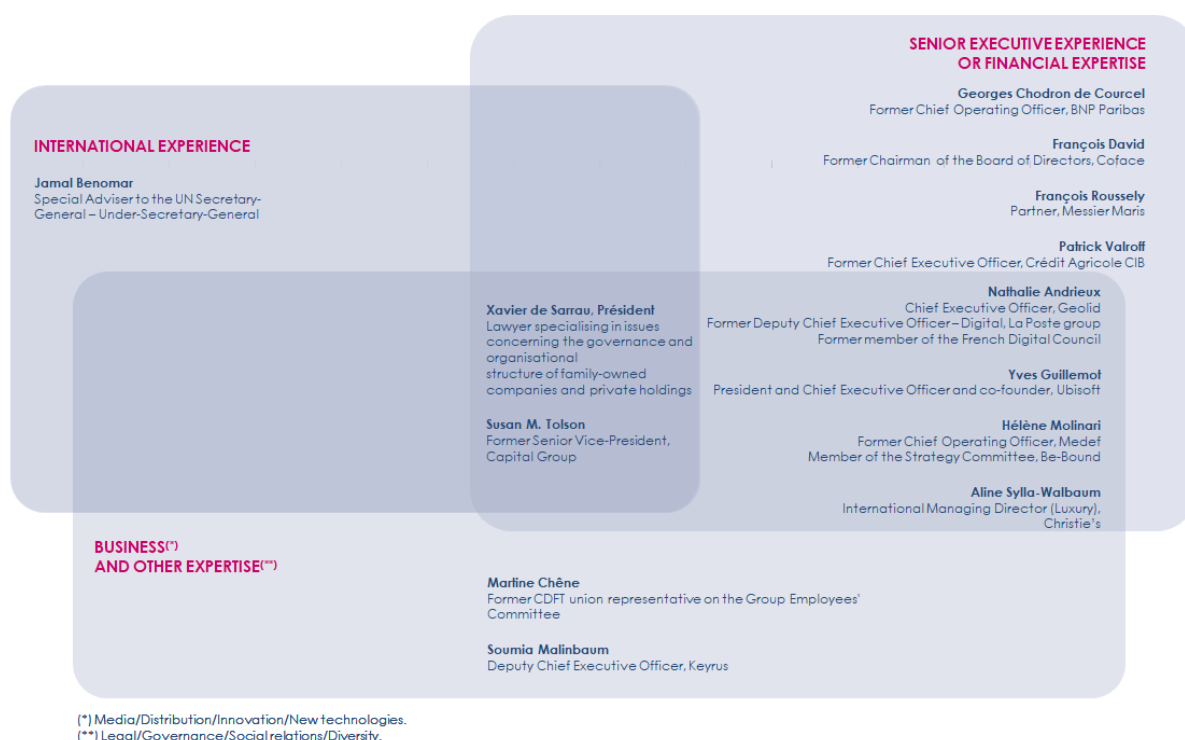 SENIOR EXECUTIVE EXPERIENCE
OR FINANCIAL EXPERTISE
Georges Chodron de Courcel
Former Chief Operating Officer, BNP Paribas
François David
Former Chairman of the Board of Directors, Coface
François Roussely
Partner, Messier Maris
Patrick Valroff
Former Chief Executive Officer, Crédit Agricole CIB
INTERNATIONAL EXPERIENCE
Jamal Benomar
Special Adviser to the UN Secretary-
General – Under-Secretary-General
Xavier de Sarrau, Président
Lawyer specialising in issues
concerning the governance and
organisational
structure of family-owned
companies and private holdings
Susan M. Tolson
Former Senior Vice-President,
Capital Group
Nathalie Andrieux
Chief Executive Officer, Geolid
Former Deputy Chief Executive Officer – Digital, La Poste group
Former member of the French Digital Council
Yves Guillemot
President and Chief Executive Officer and co-founder, Ubisoft
Hélène Molinari
Former Chief Operating Officer, Medef
Member of the Strategy Committee, Be-Bound
Aline Sylla-Walbaum
International Managing Director (Luxury),
Christie's
BUSINESS(*)
AND OTHER EXPERTISE(**)
Martine Chêne
Former CDFT union representative on the Group Employees'
Committee
Soumia Malinbaum
Deputy Chief Executive Officer, Keyrus
(*) Media/Distribution/Innovation/New technologies.
(**) Legal/Governance/Social relations/Diversity.